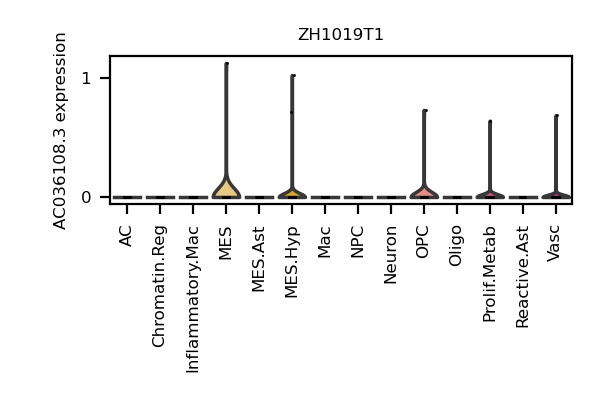 ZH1019T1
AC036108.3 expression
1
0
AC
Chromatin.Reg
Inflammatory.Mac
MES
MES.Ast
MES.Hyp
Mac
NPC
Neuron
OPC
Oligo
Prolif.Metab
Reactive.Ast
Vasc